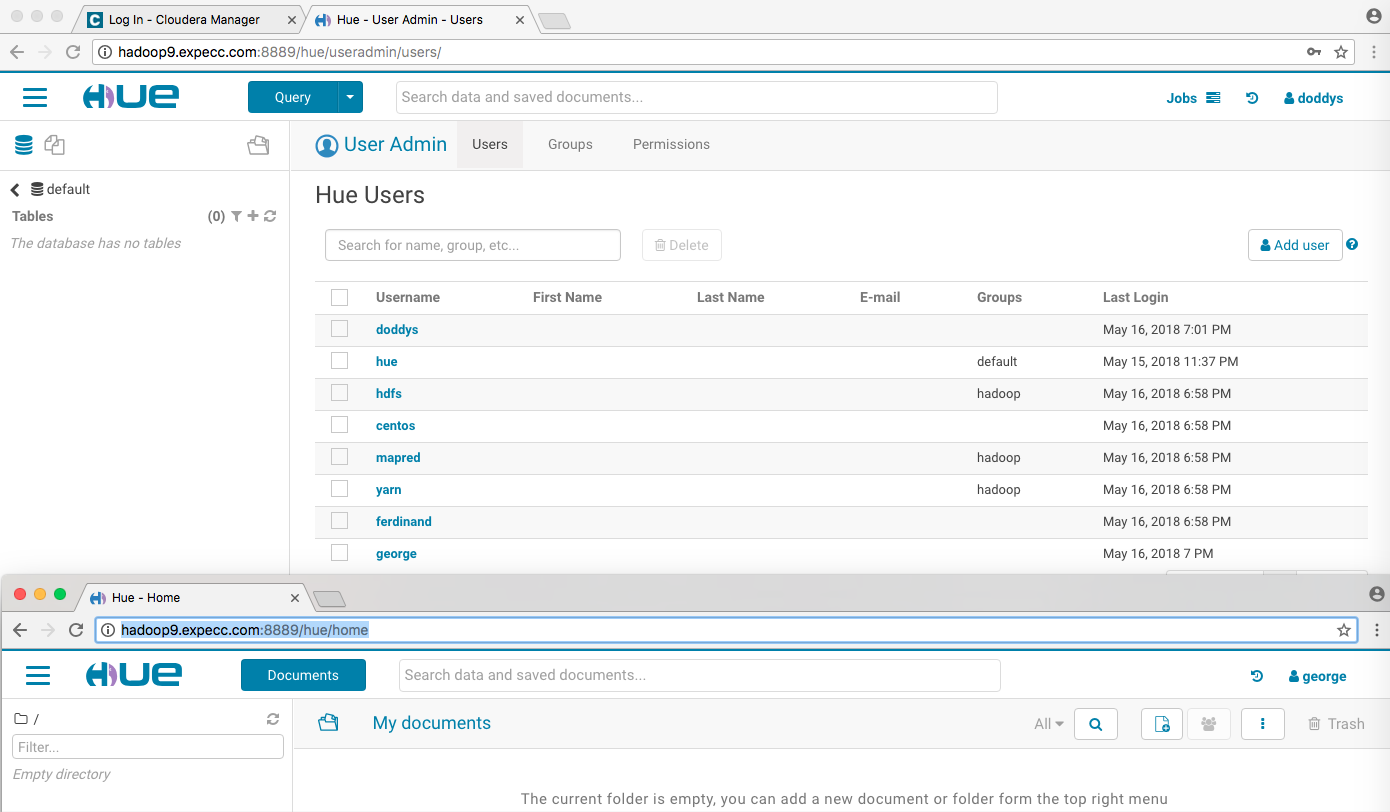 Log In - Cloudera Manager
Hue - User Admin - Users
hadoop9.expecc.com:8889/hue/useradmin/users/
HUE
Query
Search data and saved documents...
Jobs
doddys
User Admin
Users
Groups
Permissions
default
Tables
(0)
The database has no tables
Hue Users
Search for name, group, etc...
Delete
Add user
Username First Name Last Name E-mail Groups Last Login
doddys May 16, 2018 7:01 PM
hue default May 15, 2018 11:37 PM
hdfs hadoop May 16, 2018 6:58 PM
centos May 16, 2018 6:58 PM
mapred hadoop May 16, 2018 6:58 PM
yarn hadoop May 16, 2018 6:58 PM
ferdinand May 16, 2018 6:58 PM
george May 16, 2018 7 PM
Hue - Home
hadoop9.expecc.com:8889/hue/home
HUE
Documents
Search data and saved documents...
george
/
Filter...
Empty directory
My documents
All
Trash
The current folder is empty, you can add a new document or folder form the top right menu